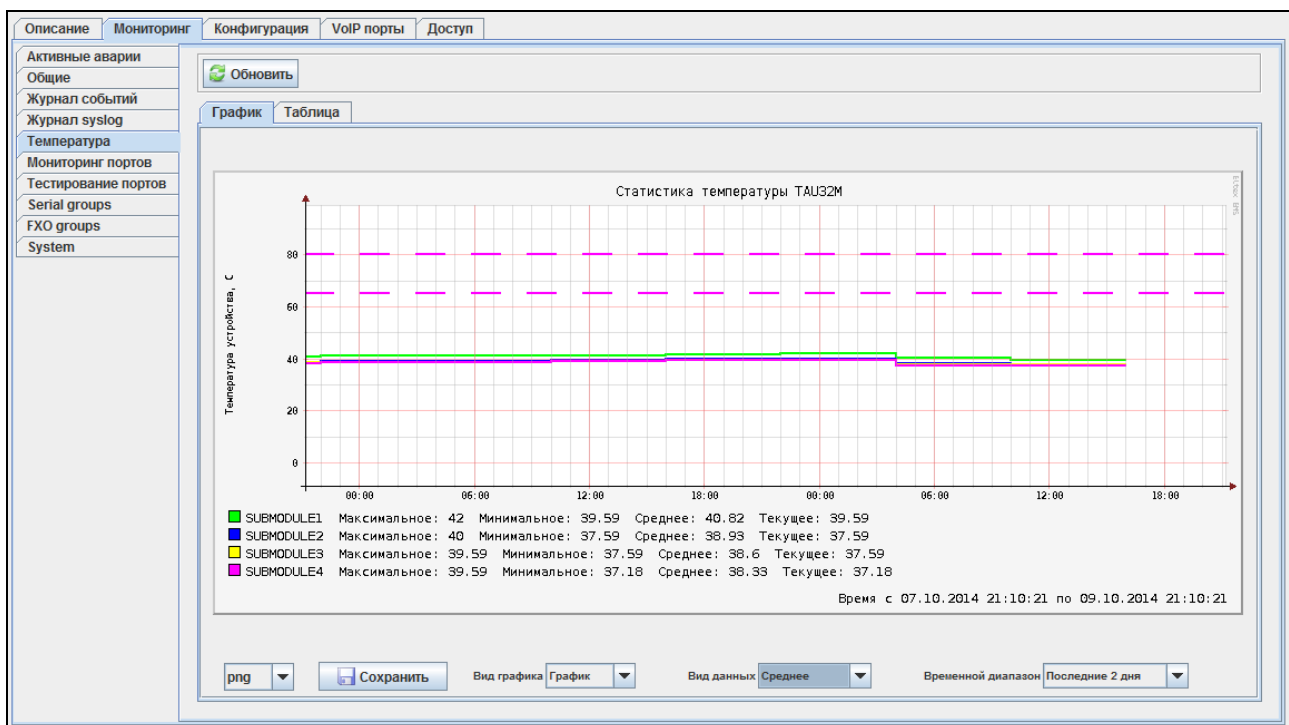 Описание Мониторинг Конфигурация VoIP порты Доступ
Активные аварии
Общие
Журнал событий
Журнал syslog
Температура
Мониторинг портов
Тестирование портов
Serial groups
FXO groups
System
Обновить
График Таблица
Статистика температуры TAU32M
Температура устройства, C
80
60
40
20
0
00:00 06:00 12:00 18:00 00:00 06:00 12:00 18:00
SUBMODULE1 Максимальное: 42 Минимальное: 39.59 Среднее: 40.82 Текущее: 39.59
SUBMODULE2 Максимальное: 40 Минимальное: 37.59 Среднее: 38.93 Текущее: 37.59
SUBMODULE3 Максимальное: 39.59 Минимальное: 37.59 Среднее: 38.6 Текущее: 37.59
SUBMODULE4 Максимальное: 39.59 Минимальное: 37.18 Среднее: 38.33 Текущее: 37.18
Время с 07.10.2014 21:10:21 по 09.10.2014 21:10:21
png Сохранить Вид графика График Вид данных Среднее Временной диапазон Последние 2 дня